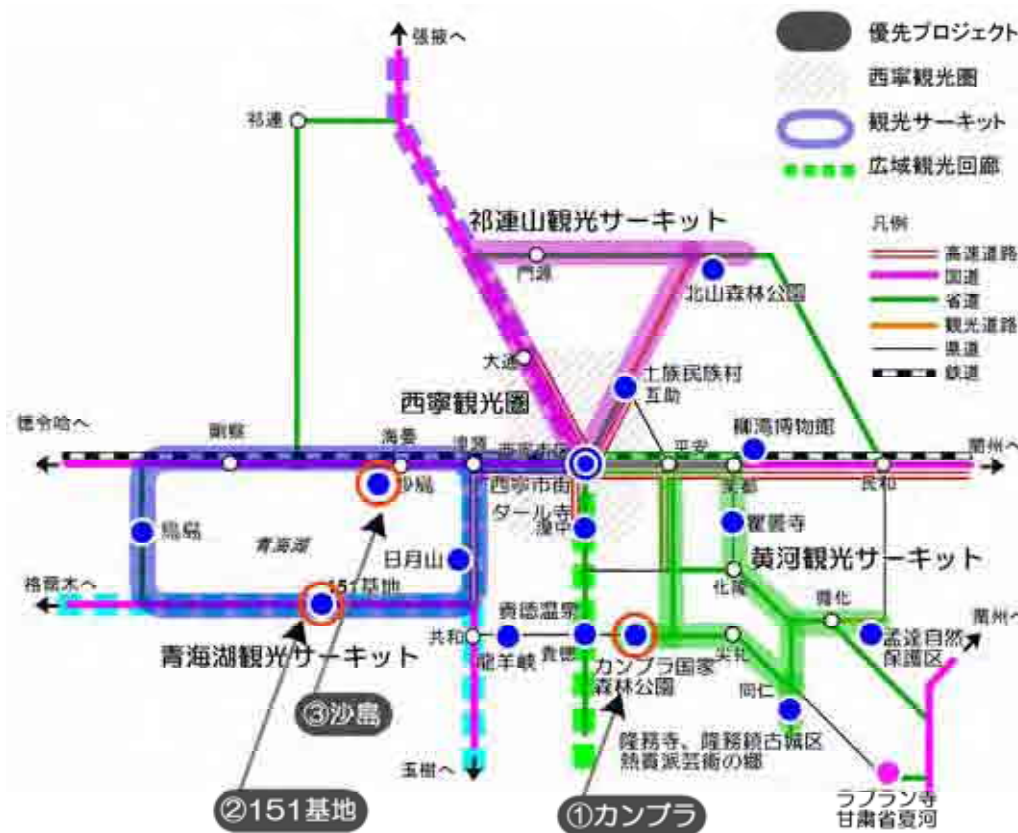 張掖へ
優先プロジェクト
西寧観光圏
観光サーキット
広域観光回廊
凡例
高速道路
国道
省道
観光道路
県道
鉄道
祁連
祁連山観光サーキット
門源
北山森林公園
大通
土族民族村
互助
西寧観光圏
徳令哈へ
剛察
海晏
湟源
西寧市区
平安
柳湾博物館
蘭州へ
沙島
西寧市街
楽都
民和
タール寺
湟中
鳥島
青海湖
日月山
瞿曇寺
黄河観光サーキット
格爾木へ
151基地
化隆
循化
蘭州へ
貴徳温泉
共和
龍羊峡
貴徳
カンブラ国家
森林公園
尖扎
孟達自然
保護区
青海湖観光サーキット
同仁
③沙島
隆務寺、隆務鎮古城区
熱貢派芸術の郷
玉樹へ
②151基地
①カンブラ
ラブラン寺
甘粛省夏河